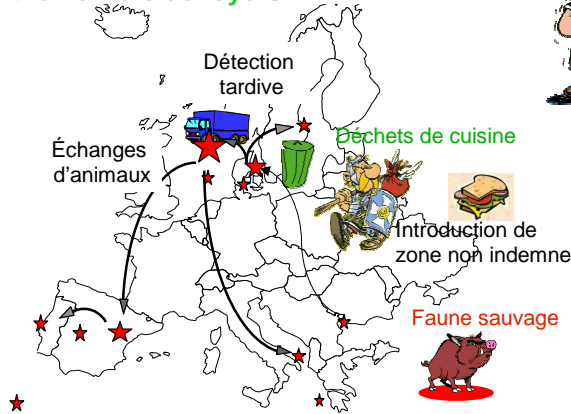 Détection
tardive
Déchets de cuisine
Échanges
d'animaux
Introduction de
zone non indemne
Faune sauvage